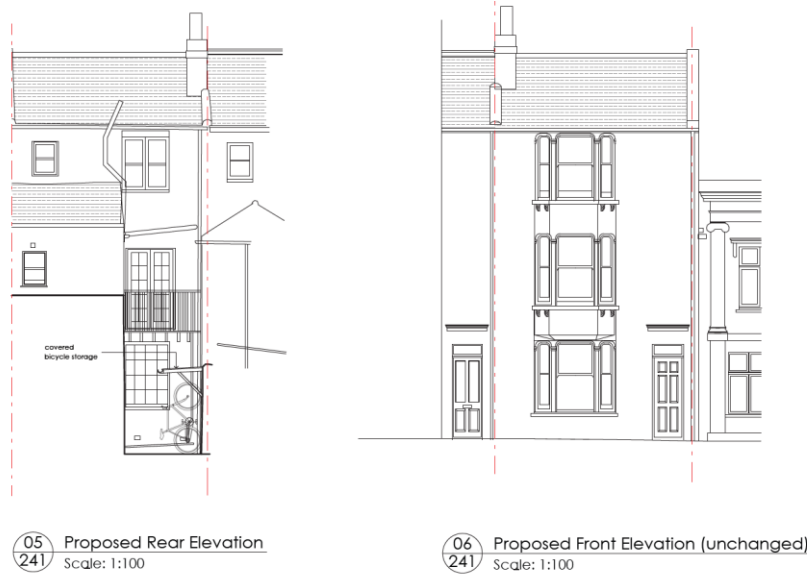 covered
bicycle storage
05
241
Proposed Rear Elevation
Scale: 1:100
06
241
Proposed Front Elevation (unchanged)
Scale: 1:100